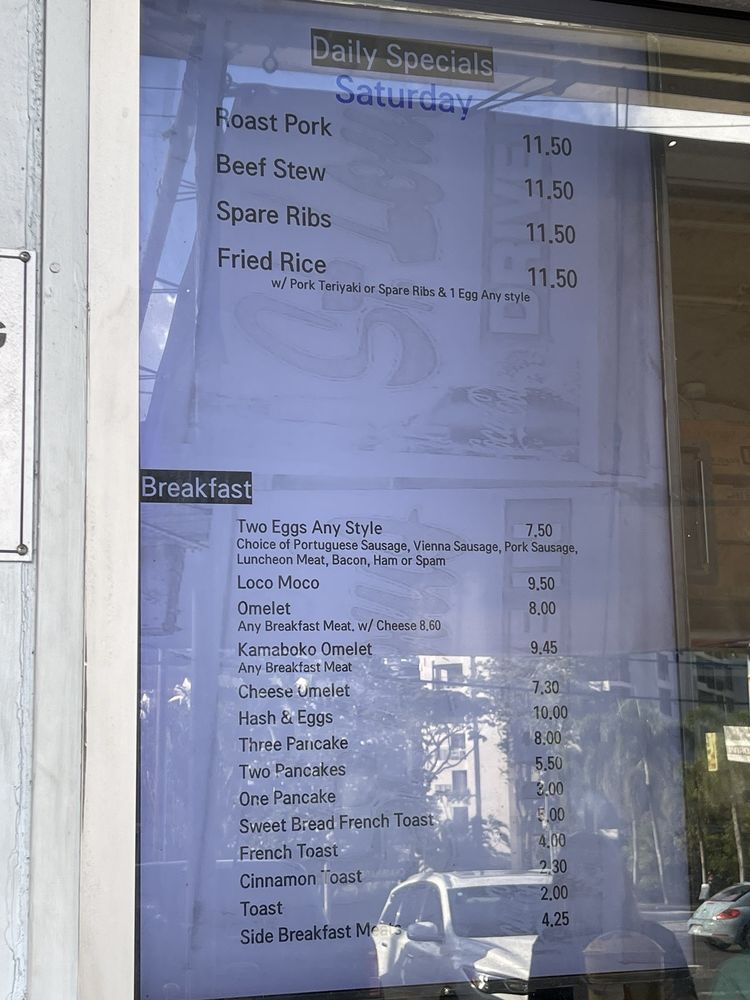 Daily Specials
Saturday
Roast Pork 11.50
Beef Stew 11.50
Spare Ribs 11.50
Fried Rice 11.50
w/ Pork Teriyaki or Spare Ribs & 1 Egg Any style
Breakfast
Two Eggs Any Style 7.50
Choice of Portuguese Sausage, Vienna Sausage, Pork Sausage,
Luncheon Meat, Bacon, Ham or Spam
Loco Moco 9.50
Omelet 8.00
Any Breakfast Meat, w/ Cheese 8.60
Kamaboko Omelet 9.45
Any Breakfast Meat
Cheese Omelet 7.30
Hash & Eggs 10.00
Three Pancake 8.00
Two Pancakes 5.50
One Pancake 3.00
Sweet Bread French Toast 5.00
French Toast 4.00
Cinnamon Toast 2.30
Toast 2.00
Side Breakfast Meats 4.25